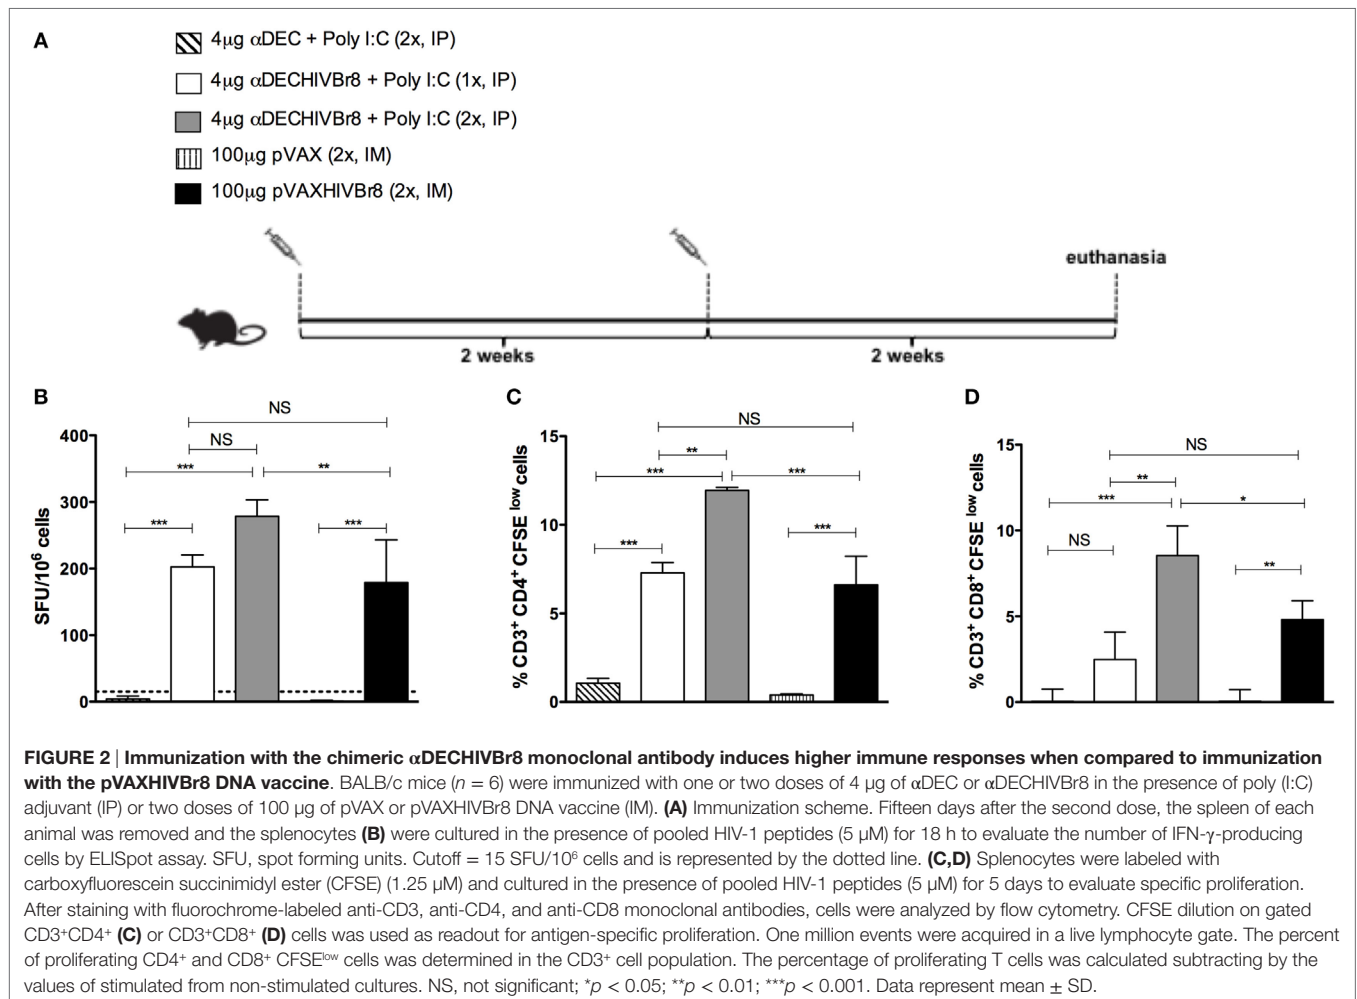 A
4μg αDEC + Poly I:C (2x, IP)
4μg αDECHIVBr8 + Poly I:C (1x, IP)
4μg αDECHIVBr8 + Poly I:C (2x, IP)
100μg pVAX (2x, IM)
100μg pVAXHIVBr8 (2x, IM)
euthanasia
2 weeks
2 weeks
B
SFU/10⁶ cells
400
300
200
100
0
NS
NS
***
**
***
***
C
% CD3⁺ CD4⁺ CFSE ˡᵒʷ cells
15
10
5
0
NS
**
***
***
***
***
D
% CD3⁺ CD8⁺ CFSE ˡᵒʷ cells
15
10
5
0
NS
**
***
*
NS
**
FIGURE 2 | Immunization with the chimeric αDECHIVBr8 monoclonal antibody induces higher immune responses when compared to immunization
with the pVAXHIVBr8 DNA vaccine. BALB/c mice (n = 6) were immunized with one or two doses of 4 μg of αDEC or αDECHIVBr8 in the presence of poly (I:C)
adjuvant (IP) or two doses of 100 μg of pVAX or pVAXHIVBr8 DNA vaccine (IM). (A) Immunization scheme. Fifteen days after the second dose, the spleen of each
animal was removed and the splenocytes (B) were cultured in the presence of pooled HIV-1 peptides (5 μM) for 18 h to evaluate the number of IFN-γ-producing
cells by ELISpot assay. SFU, spot forming units. Cutoff = 15 SFU/10⁶ cells and is represented by the dotted line. (C,D) Splenocytes were labeled with
carboxyfluorescein succinimidyl ester (CFSE) (1.25 μM) and cultured in the presence of pooled HIV-1 peptides (5 μM) for 5 days to evaluate specific proliferation.
After staining with fluorochrome-labeled anti-CD3, anti-CD4, and anti-CD8 monoclonal antibodies, cells were analyzed by flow cytometry. CFSE dilution on gated
CD3⁺CD4⁺ (C) or CD3⁺CD8⁺ (D) cells was used as readout for antigen-specific proliferation. One million events were acquired in a live lymphocyte gate. The percent
of proliferating CD4⁺ and CD8⁺ CFSEˡᵒʷ cells was determined in the CD3⁺ cell population. The percentage of proliferating T cells was calculated subtracting by the
values of stimulated from non-stimulated cultures. NS, not significant; *p < 0.05; **p < 0.01; ***p < 0.001. Data represent mean ± SD.